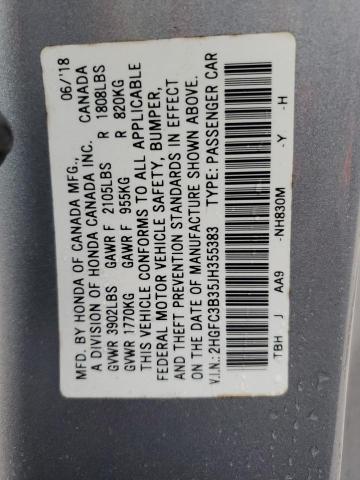 MFD. BY HONDA OF CANADA MFG., 06/'18
A DIVISION OF HONDA CANADA INC. CANADA
GVWR 3902LBS GAWR F 2105LBS R 1808LBS
GVWR 1770KG GAWR F 955KG R 820KG
THIS VEHICLE CONFORMS TO ALL APPLICABLE
FEDERAL MOTOR VEHICLE SAFETY, BUMPER,
AND THEFT PREVENTION STANDARDS IN EFFECT
ON THE DATE OF MANUFACTURE SHOWN ABOVE.
V.I.N.: 2HGFC3B35JH355383 TYPE: PASSENGER CAR
TBH J AA9 -NH830M -Y -H